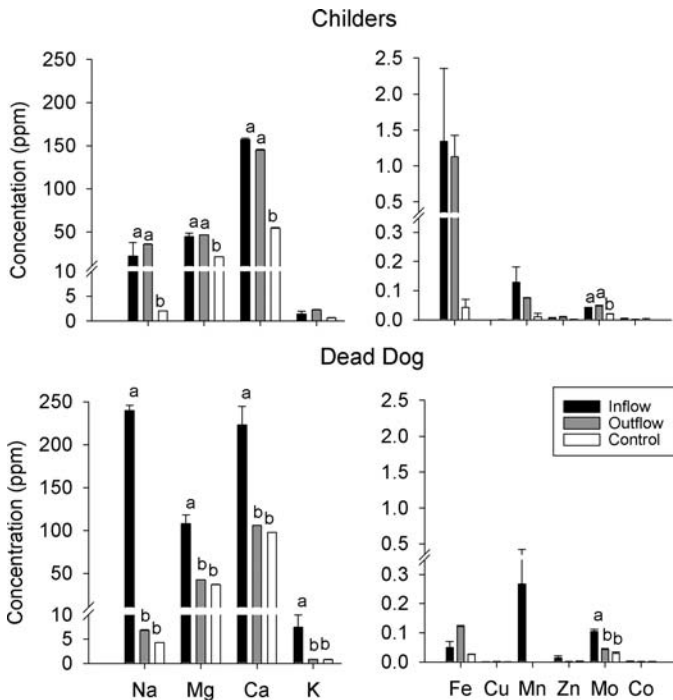 Childers
Concentation (ppm)
250
200
150
100
50
10
5
0
a a b
a a b
a a b
2.5
2.0
1.5
1.0
0.5
0.3
0.2
0.1
0.0
a a b
Dead Dog
Concentration (ppm)
250
200
150
100
50
10
5
0
a b b
a b b
a b b
a b b
Na Mg Ca K
2.5
2.0
1.5
1.0
0.5
0.3
0.2
0.1
0.0
Inflow
Outflow
Control
a b b
Fe Cu Mn Zn Mo Co